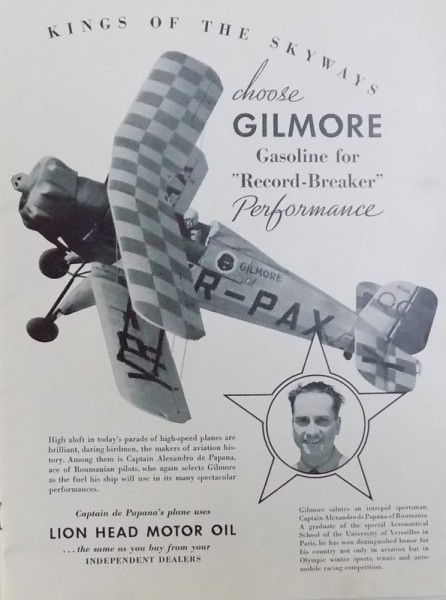 KINGS OF THE SKYWAYS
choose
GILMORE
Gasoline for
"Record-Breaker"
Performance
GILMORE
R-PAX
High aloft in today's parade of high-speed planes are
brilliant, daring birdmen, the makers of aviation his-
tory. Among them is Captain Alexandro de Papana,
ace of Roumanian pilots, who again selects Gilmore
as the fuel his ship will use in its many spectacular
performances.
Captain de Papana's plane uses
LION HEAD MOTOR OIL
...the same as you buy from your
INDEPENDENT DEALERS
Gilmore salutes an intrepid sportsman,
Captain Alexandro de Papana of Roumania.
A graduate of the special Aeronautical
School of the University of Versailles in
Paris, he has won distinguished honor for
his country not only in aviation but in
Olympic winter sports, tennis and auto-
mobile racing competition.